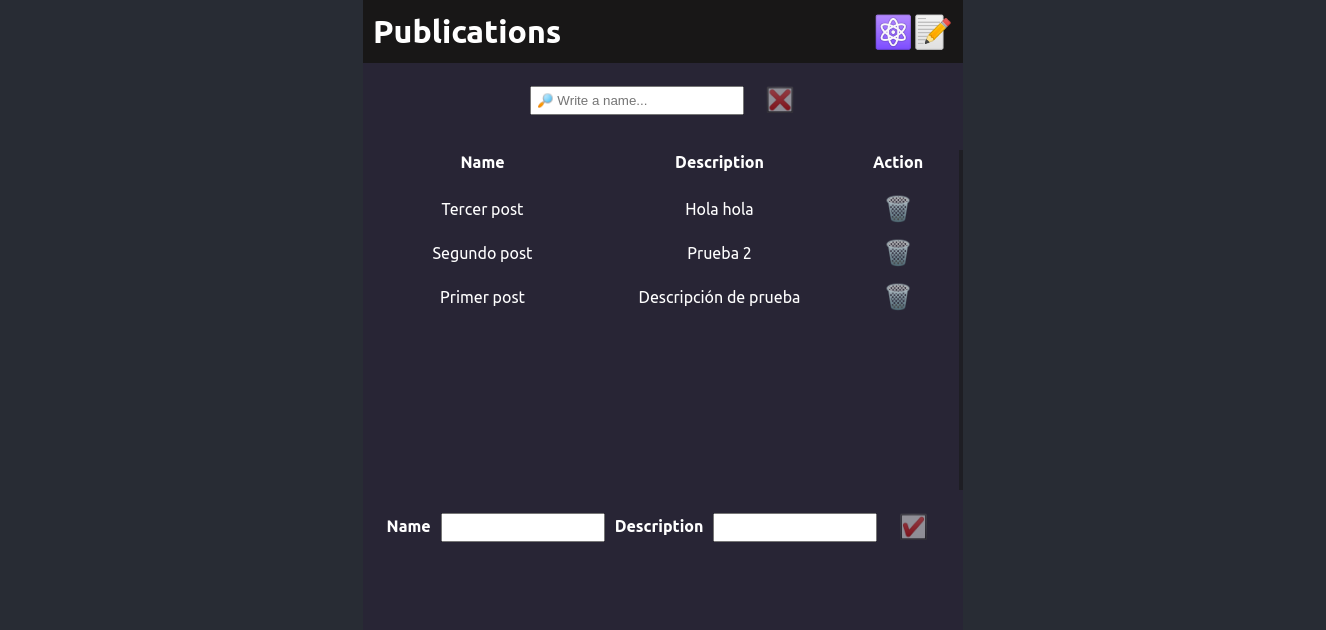 Publications
Write a name...
Name Description Action
Tercer post Hola hola
Segundo post Prueba 2
Primer post Descripción de prueba
Name Description